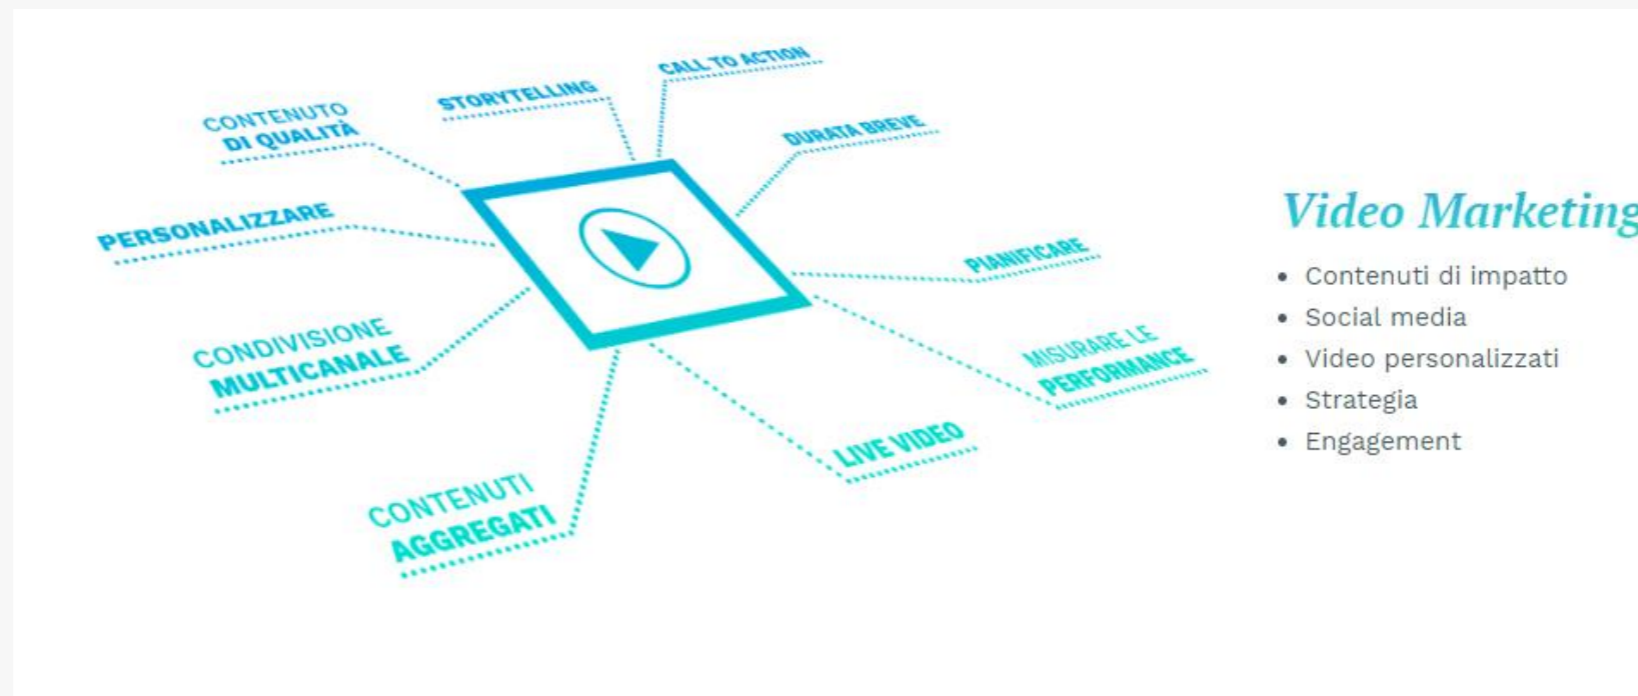 CALL TO ACTION
STORYTELLING
CONTENUTO
DI QUALITÀ
DURATA BREVE
PERSONALIZZARE
PIANIFICARE
CONDIVISIONE
MULTICANALE
MISURARE LE
PERFORMANCE
LIVE VIDEO
CONTENUTI
AGGREGATI
Video Marketing
• Contenuti di impatto
• Social media
• Video personalizzati
• Strategia
• Engagement